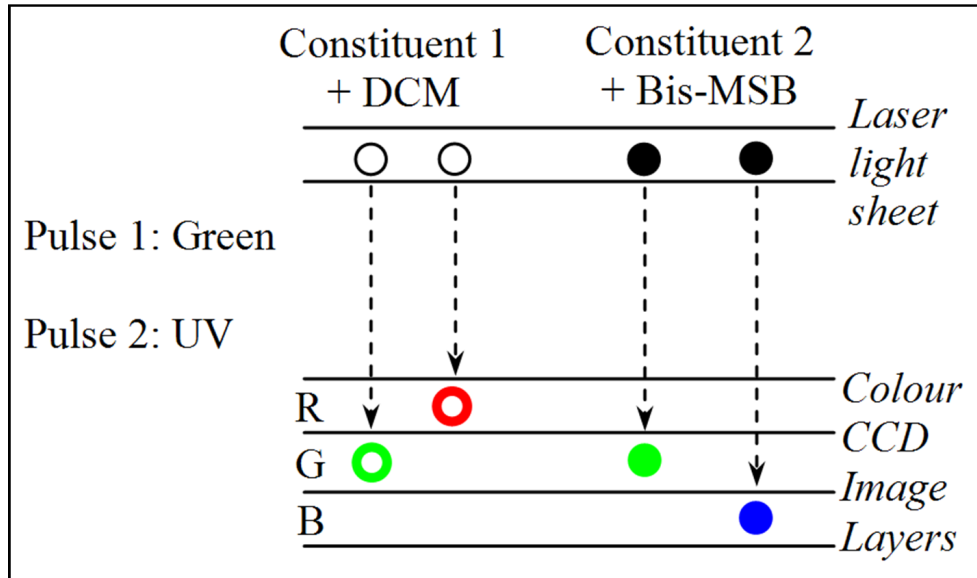 Constituent 1
+ DCM
Constituent 2
+ Bis-MSB
Laser
light
sheet
Pulse 1: Green
Pulse 2: UV
R
G
B
Colour
CCD
Image
Layers